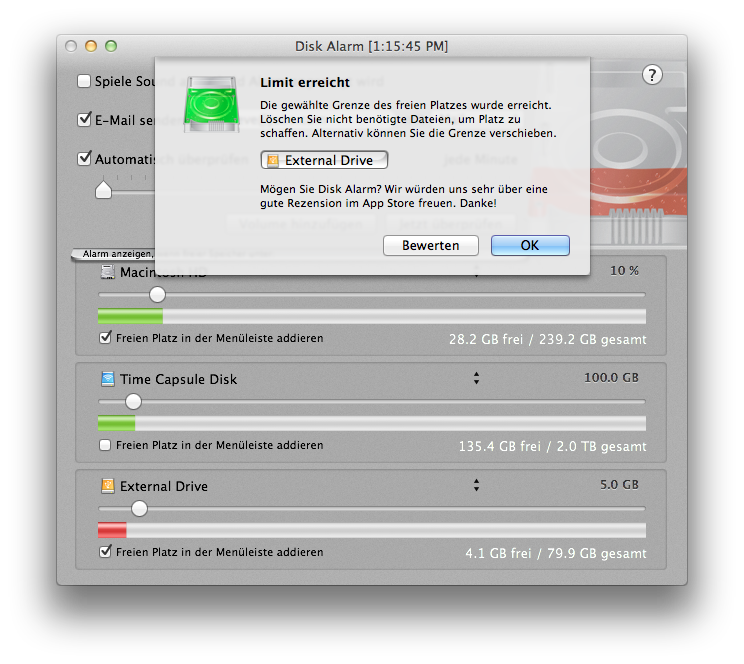 Disk Alarm [1:15:45 PM]
?
Spiele Sou
E-Mail send
Automatis
jede Minute
Limit erreicht
Die gewählte Grenze des freien Platzes wurde erreicht.
Löschen Sie nicht benötigte Dateien, um Platz zu
schaffen. Alternativ können Sie die Grenze verschieben.
External Drive
Mögen Sie Disk Alarm? Wir würden uns sehr über eine
gute Rezension im App Store freuen. Danke!
Bewerten
OK
Alarm anzeigen,
Macintosh HD
10 %
Freien Platz in der Menüleiste addieren
28.2 GB frei / 239.2 GB gesamt
Time Capsule Disk
100.0 GB
Freien Platz in der Menüleiste addieren
135.4 GB frei / 2.0 TB gesamt
External Drive
5.0 GB
Freien Platz in der Menüleiste addieren
4.1 GB frei / 79.9 GB gesamt